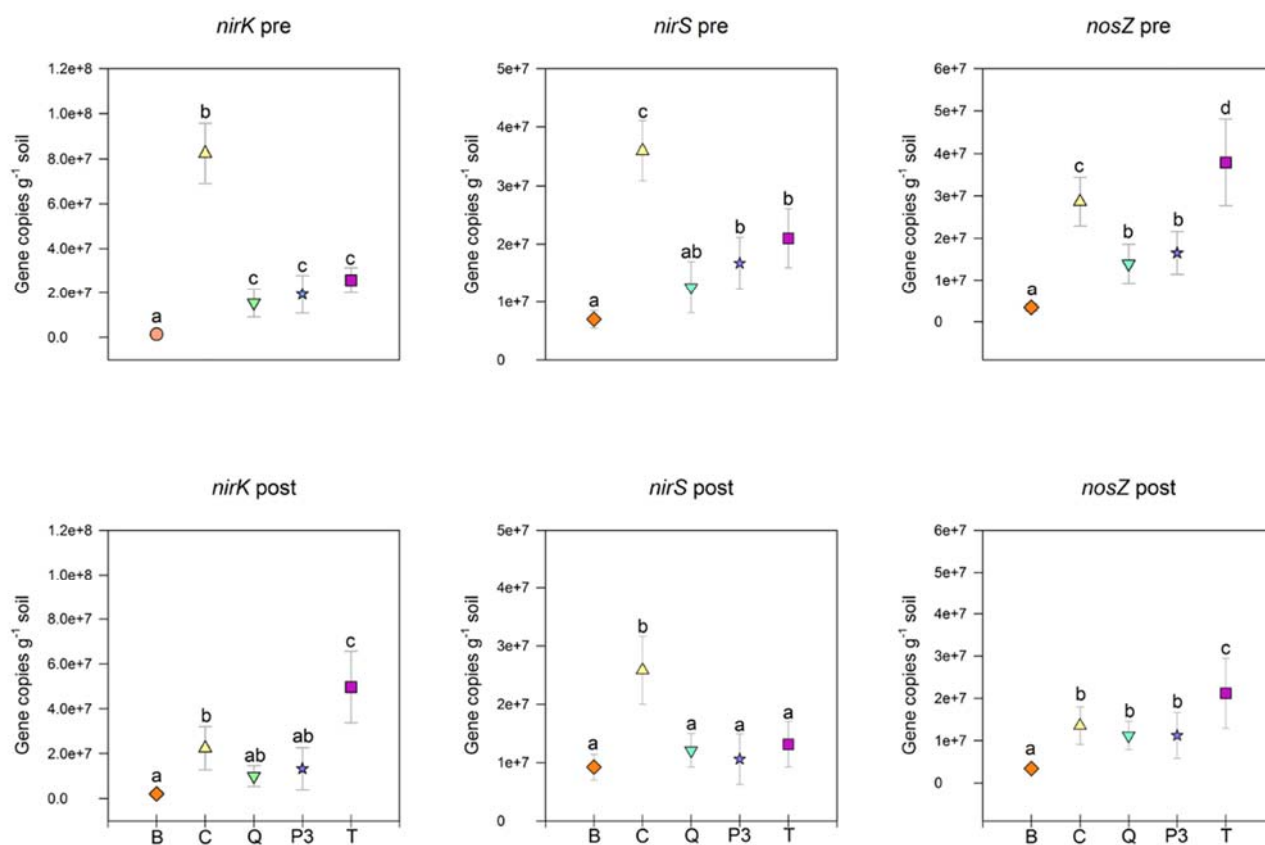 nirK pre
1.2e+8
1.0e+8
8.0e+7
6.0e+7
4.0e+7
2.0e+7
0.0
Gene copies g-1 soil
a
b
c
c
c
nirS pre
5e+7
4e+7
3e+7
2e+7
1e+7
0
Gene copies g-1 soil
a
c
ab
b
b
nosZ pre
6e+7
5e+7
4e+7
3e+7
2e+7
1e+7
0
Gene copies g-1 soil
a
c
b
b
d
nirK post
1.2e+8
1.0e+8
8.0e+7
6.0e+7
4.0e+7
2.0e+7
0.0
Gene copies g-1 soil
a
b
ab
ab
c
B C Q P3 T
nirS post
5e+7
4e+7
3e+7
2e+7
1e+7
0
Gene copies g-1 soil
a
b
a
a
a
B C Q P3 T
nosZ post
6e+7
5e+7
4e+7
3e+7
2e+7
1e+7
0
Gene copies g-1 soil
a
b
b
b
c
B C Q P3 T